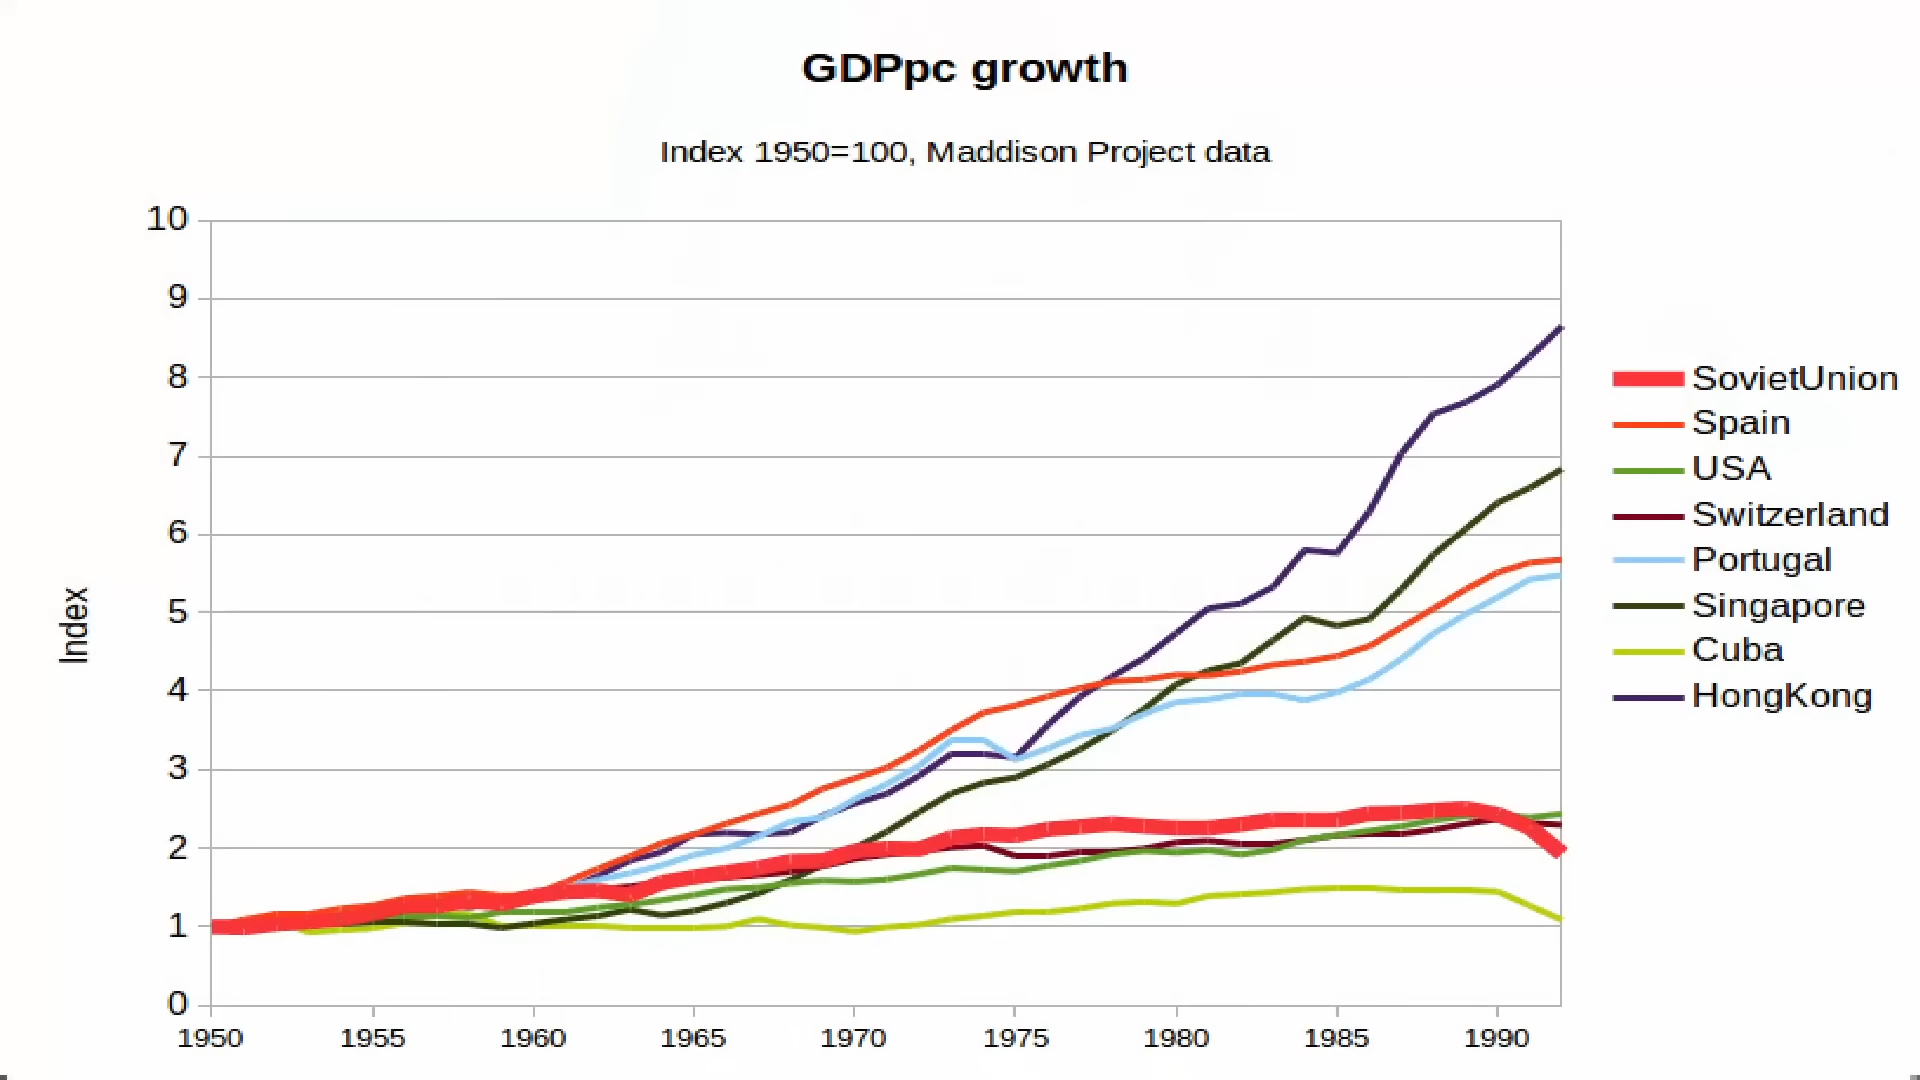 GDPpc growth
Index 1950=100, Maddison Project data
10
9
8
7
6
5
4
3
2
1
0
Index
1950 1955 1960 1965 1970 1975 1980 1985 1990
SovietUnion
Spain
USA
Switzerland
Portugal
Singapore
Cuba
HongKong